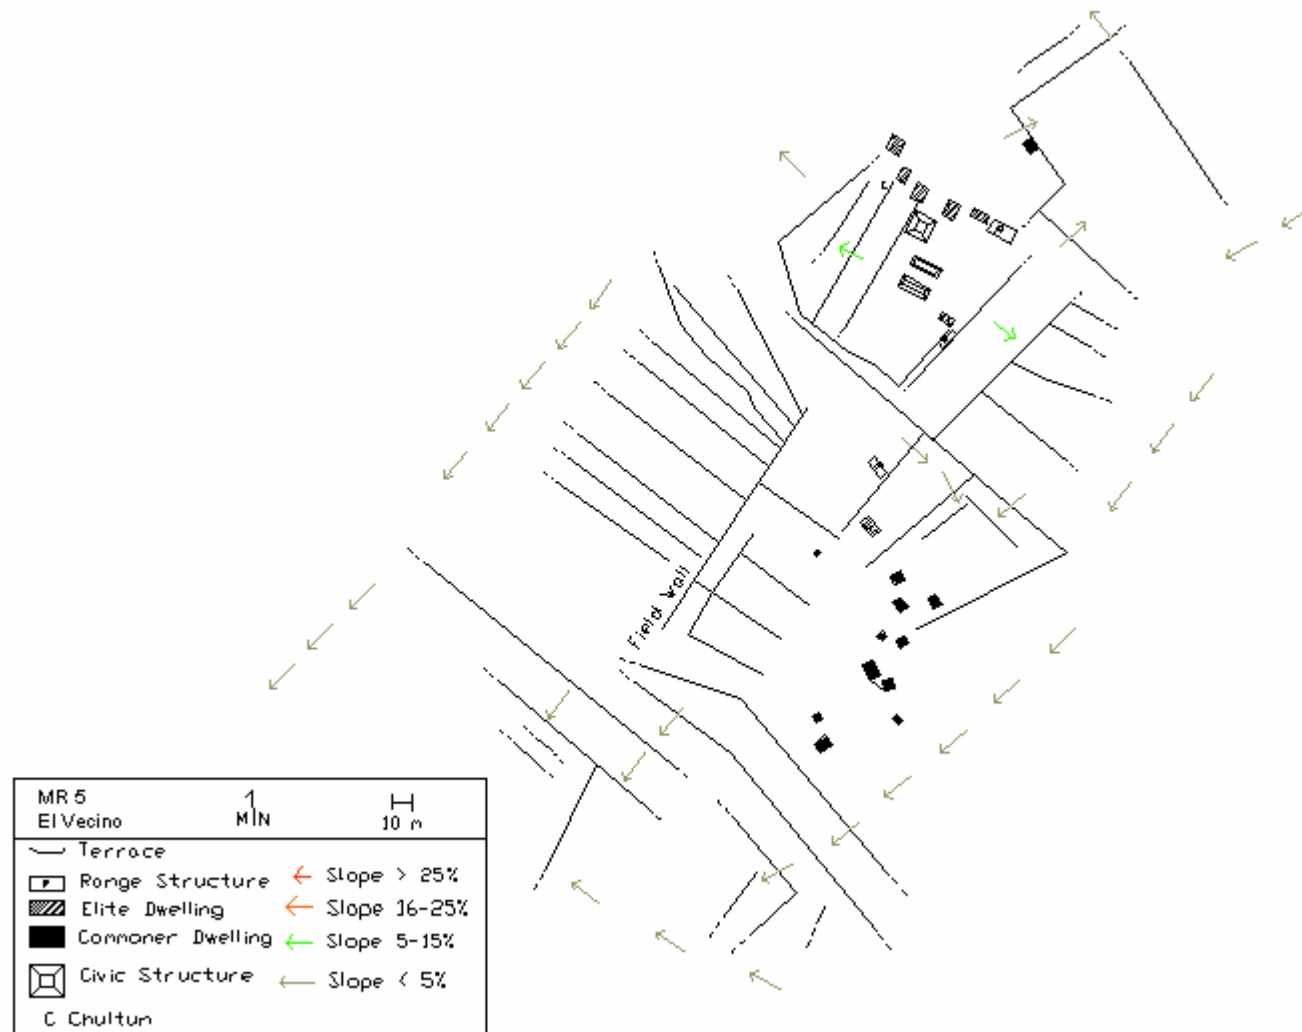 C
Field Wall
MR 5
El Vecino
MN
10 m
Terrace
Range Structure
Slope > 25%
Elite Dwelling
Slope 16-25%
Commoner Dwelling
Slope 5-15%
Civic Structure
Slope < 5%
C Chultun